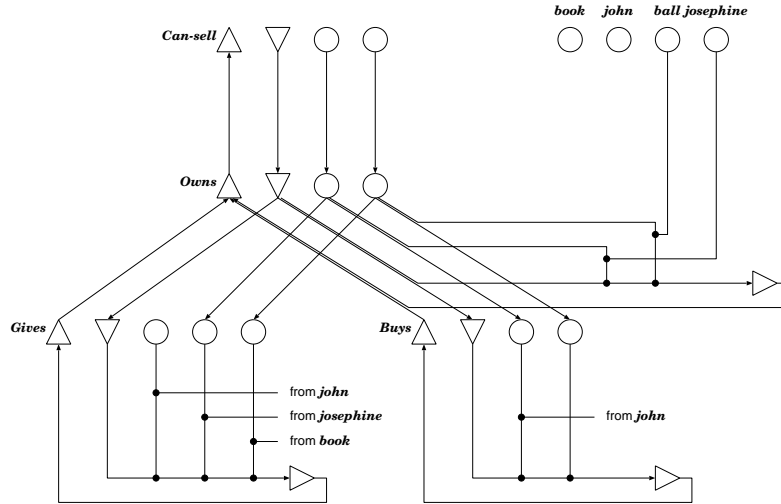 book john ball josephine
Can-sell
Owns
Gives
Buys
from john
from josephine
from john
from book